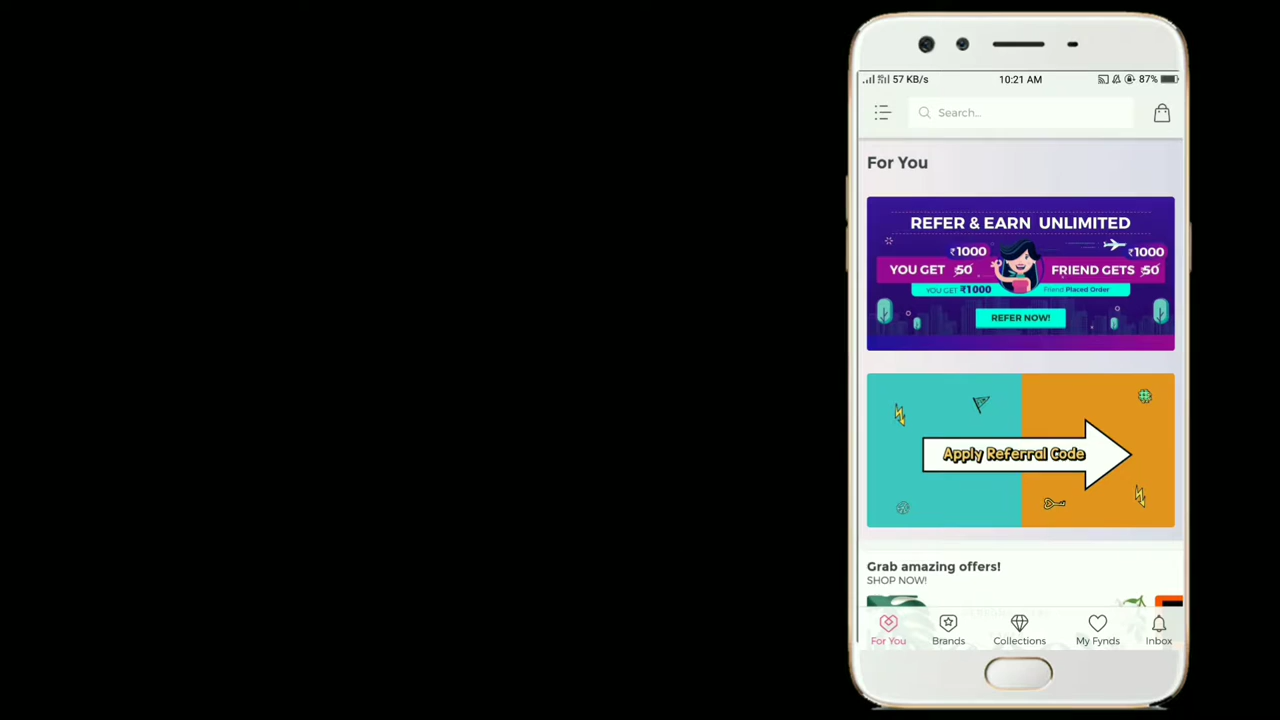 57 KB/s 10:21 AM 87%
Search...
For You
REFER & EARN UNLIMITED
₹1000 ₹1000
YOU GET 50 FRIEND GETS 50
YOU GET ₹1000 Friend Placed Order
REFER NOW!
Apply Referral Code
Grab amazing offers!
SHOP NOW!
For You Brands Collections My Fynds Inbox